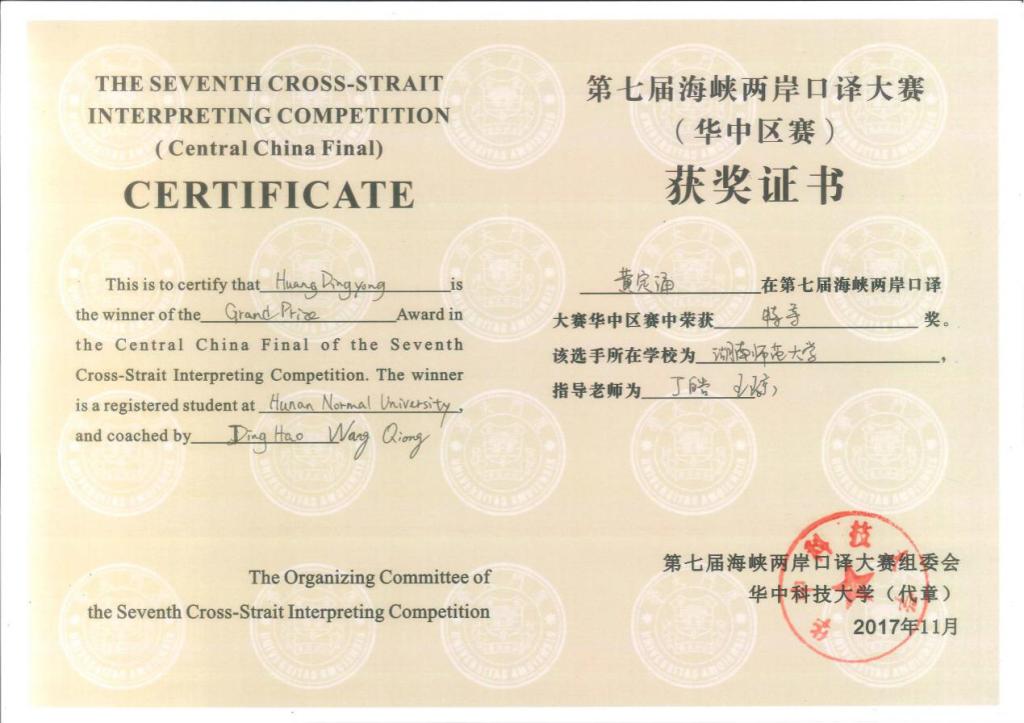 THE SEVENTH CROSS-STRAIT
INTERPRETING COMPETITION
( Central China Final)
CERTIFICATE
This is to certify that Huang Dingyong is
the winner of the Grand Prize Award in
the Central China Final of the Seventh
Cross-Strait Interpreting Competition. The winner
is a registered student at Hunan Normal University,
and coached by Ding Hao Wang Qiong
The Organizing Committee of
the Seventh Cross-Strait Interpreting Competition
第七届海峡两岸口译大赛
（华中区赛）
获奖证书
黄定涌 在第七届海峡两岸口译
大赛华中区赛中荣获 特等 奖。
该选手所在学校为 湖南师范大学，
指导老师为 丁皓 王琼
第七届海峡两岸口译大赛组委会
华中科技大学（代章）
2017年11月